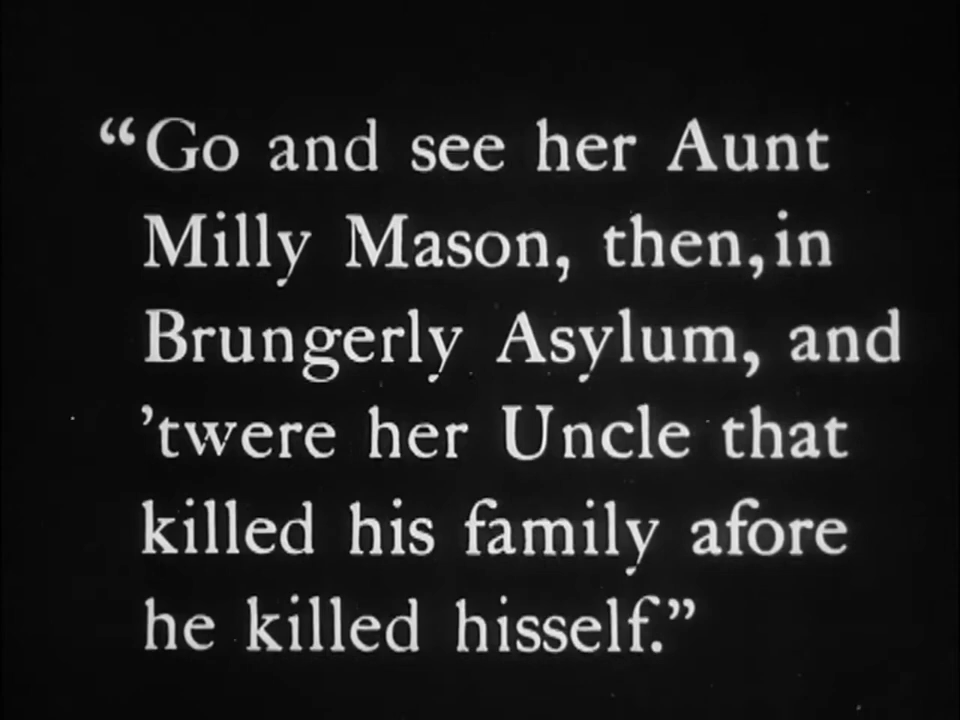 “Go and see her Aunt
Milly Mason, then,in
Brungerly Asylum, and
’twere her Uncle that
killed his family afore
he killed hisself.”